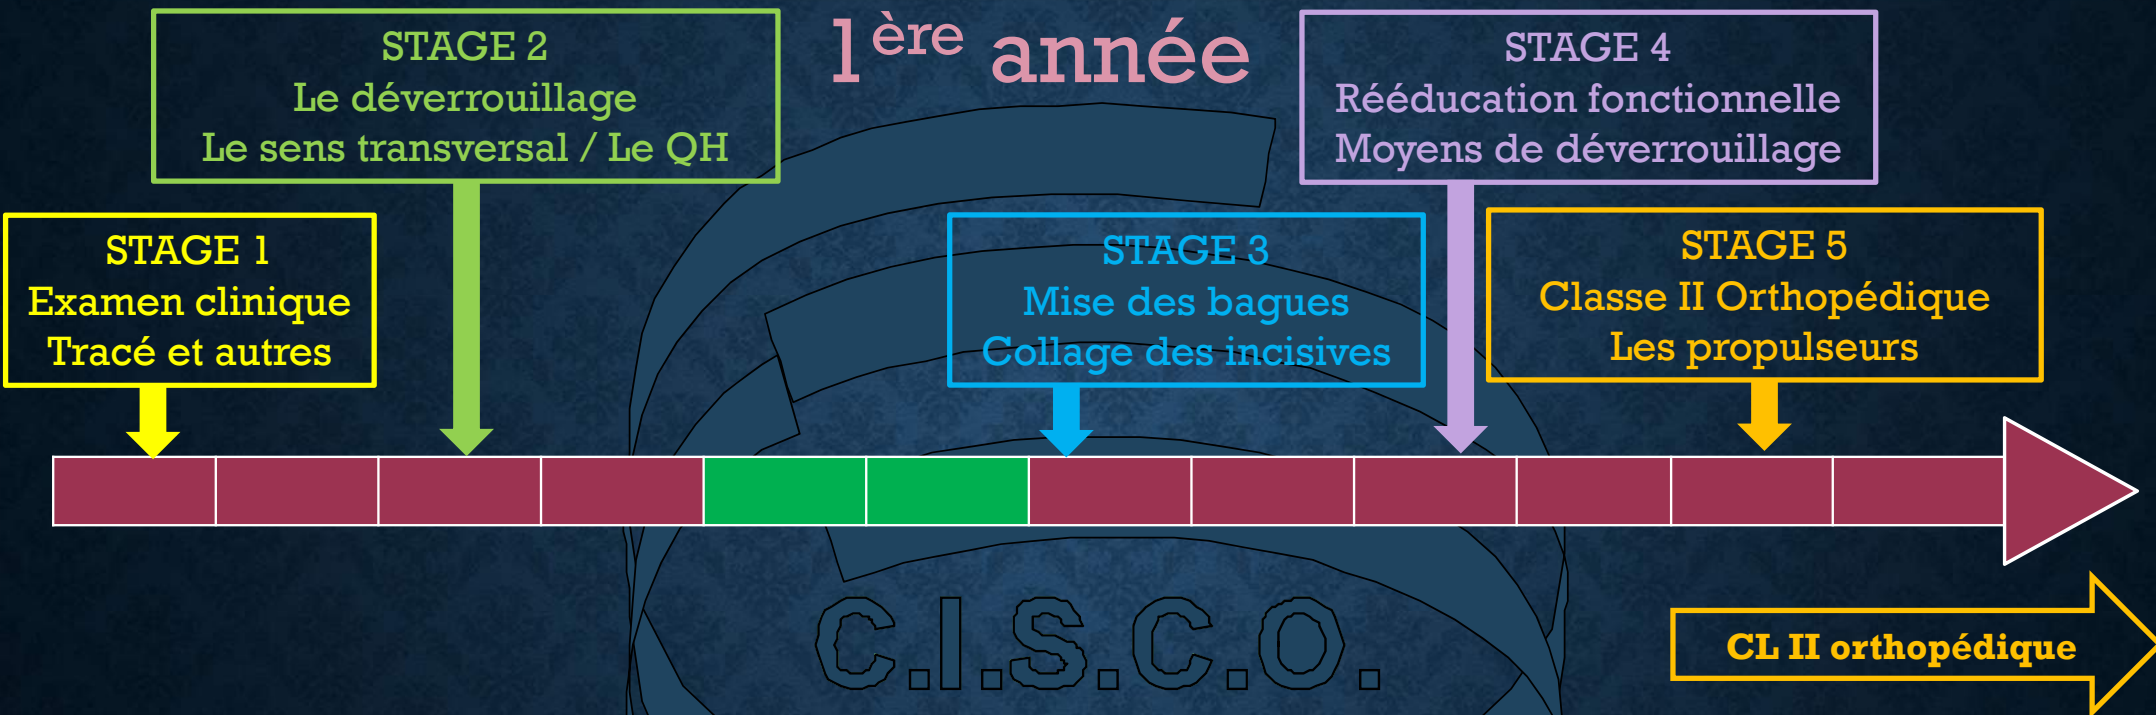 1ère année
STAGE 1
Examen clinique
Tracé et autres
STAGE 2
Le déverrouillage
Le sens transversal / Le QH
STAGE 3
Mise des bagues
Collage des incisives
STAGE 4
Rééducation fonctionnelle
Moyens de déverrouillage
STAGE 5
Classe II Orthopédique
Les propulseurs
CL II orthopédique
C.I.S.C.O.